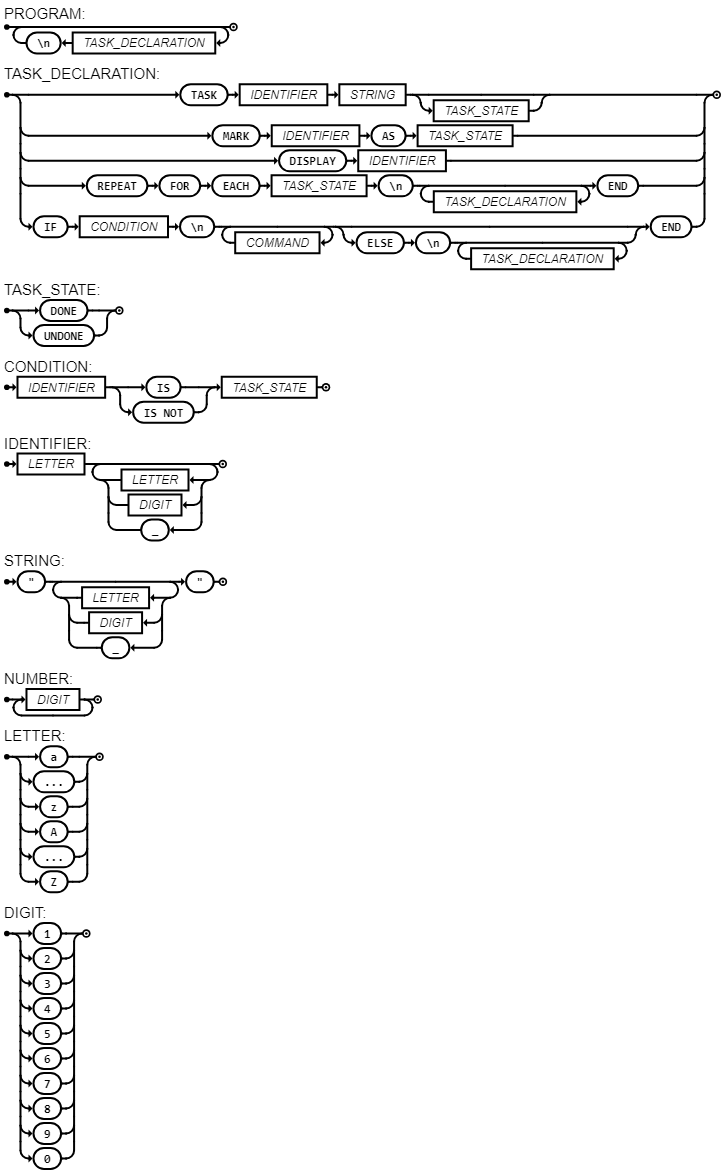 PROGRAM:
\n TASK_DECLARATION
TASK_DECLARATION:
TASK IDENTIFIER STRING
TASK_STATE
MARK IDENTIFIER AS TASK_STATE
DISPLAY IDENTIFIER
REPEAT FOR EACH TASK_STATE \n END
TASK_DECLARATION
IF CONDITION \n END
COMMAND ELSE \n
TASK_DECLARATION
TASK_STATE:
DONE
UNDONE
CONDITION:
IDENTIFIER IS TASK_STATE
IS NOT
IDENTIFIER:
LETTER
LETTER
DIGIT
_
STRING:
" "
LETTER
DIGIT
_
NUMBER:
DIGIT
LETTER:
a
...
z
A
...
Z
DIGIT:
1
2
3
4
5
6
7
8
9
0